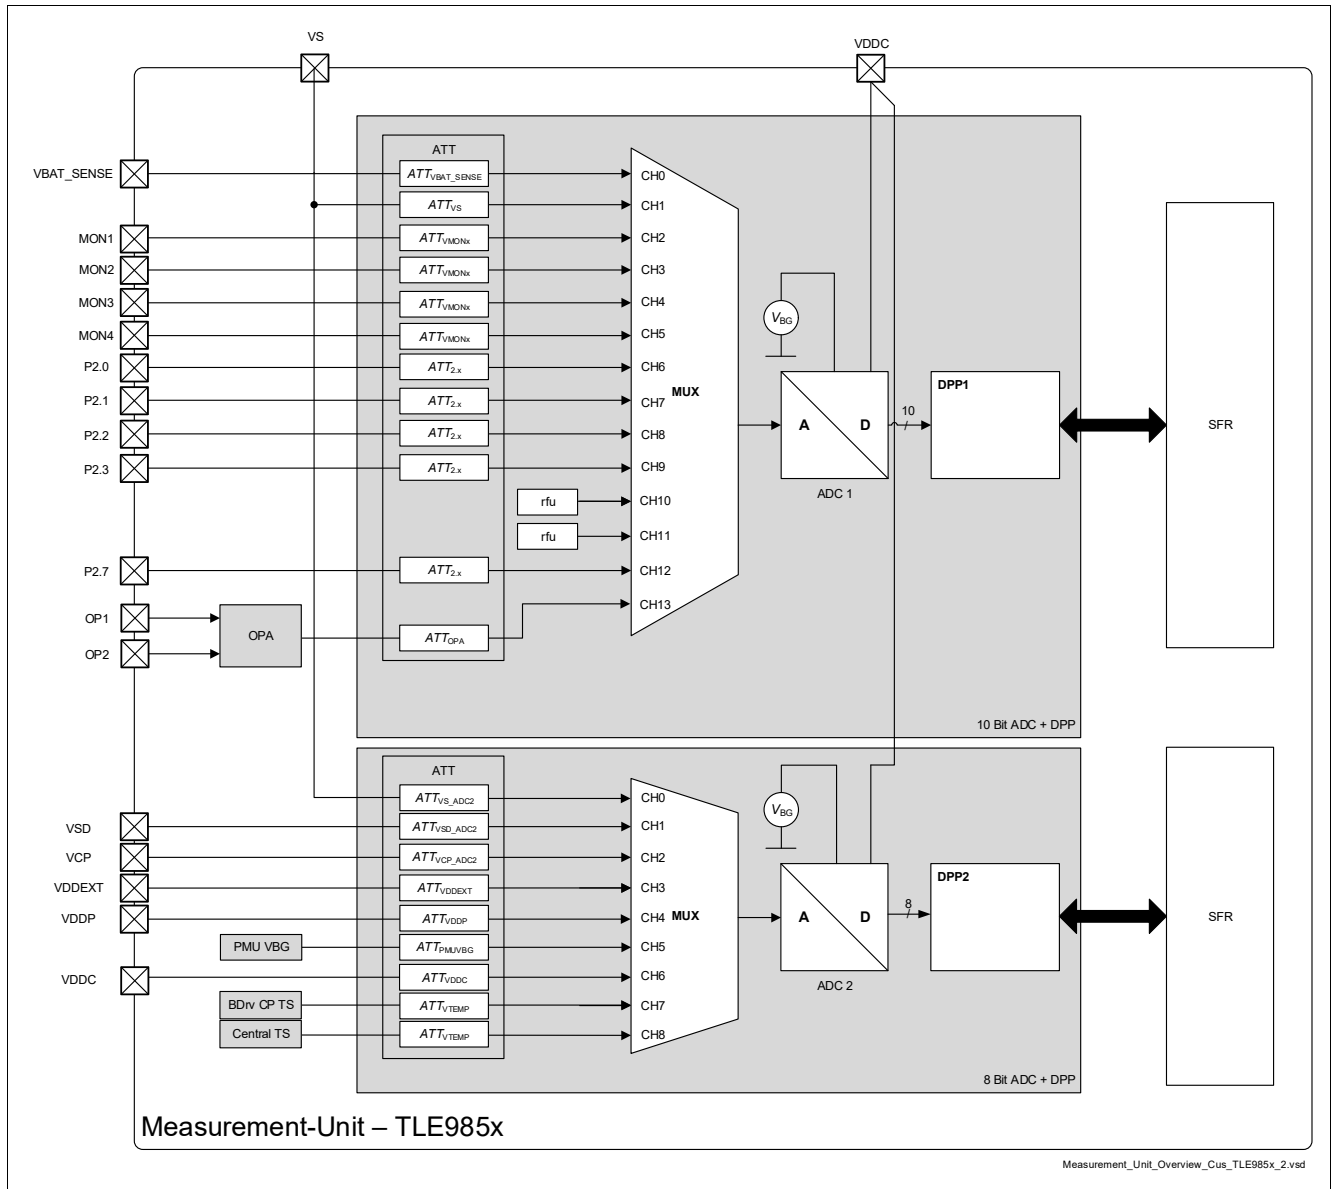 VS
VDDC
ATT
VBAT_SENSE
ATTVBAT_SENSE
CH0
ATTVS
CH1
MON1
ATTVMONx
CH2
MON2
ATTVMONx
CH3
MON3
ATTVMONx
CH4
VBG
MON4
ATTVMONx
CH5
P2.0
ATT2.x
CH6
MUX
DPP1
P2.1
ATT2.x
CH7
10
A
D
SFR
P2.2
ATT2.x
CH8
P2.3
ATT2.x
CH9
ADC 1
rfu
CH10
rfu
CH11
P2.7
ATT2.x
CH12
OP1
CH13
OPA
ATTOPA
OP2
10 Bit ADC + DPP
ATT
ATTVS_ADC2
CH0
VBG
VSD
ATTVSD_ADC2
CH1
VCP
ATTVCP_ADC2
CH2
VDDEXT
ATTVDDEXT
CH3
DPP2
VDDP
ATTVDDP
CH4
MUX
A
D
8
SFR
PMU VBG
ATTPMUVBG
CH5
VDDC
ATTVDDC
CH6
ADC 2
BDrv CP TS
ATTVTEMP
CH7
Central TS
ATTVTEMP
CH8
8 Bit ADC + DPP
Measurement-Unit – TLE985x
Measurement_Unit_Overview_Cus_TLE985x_2.vsd